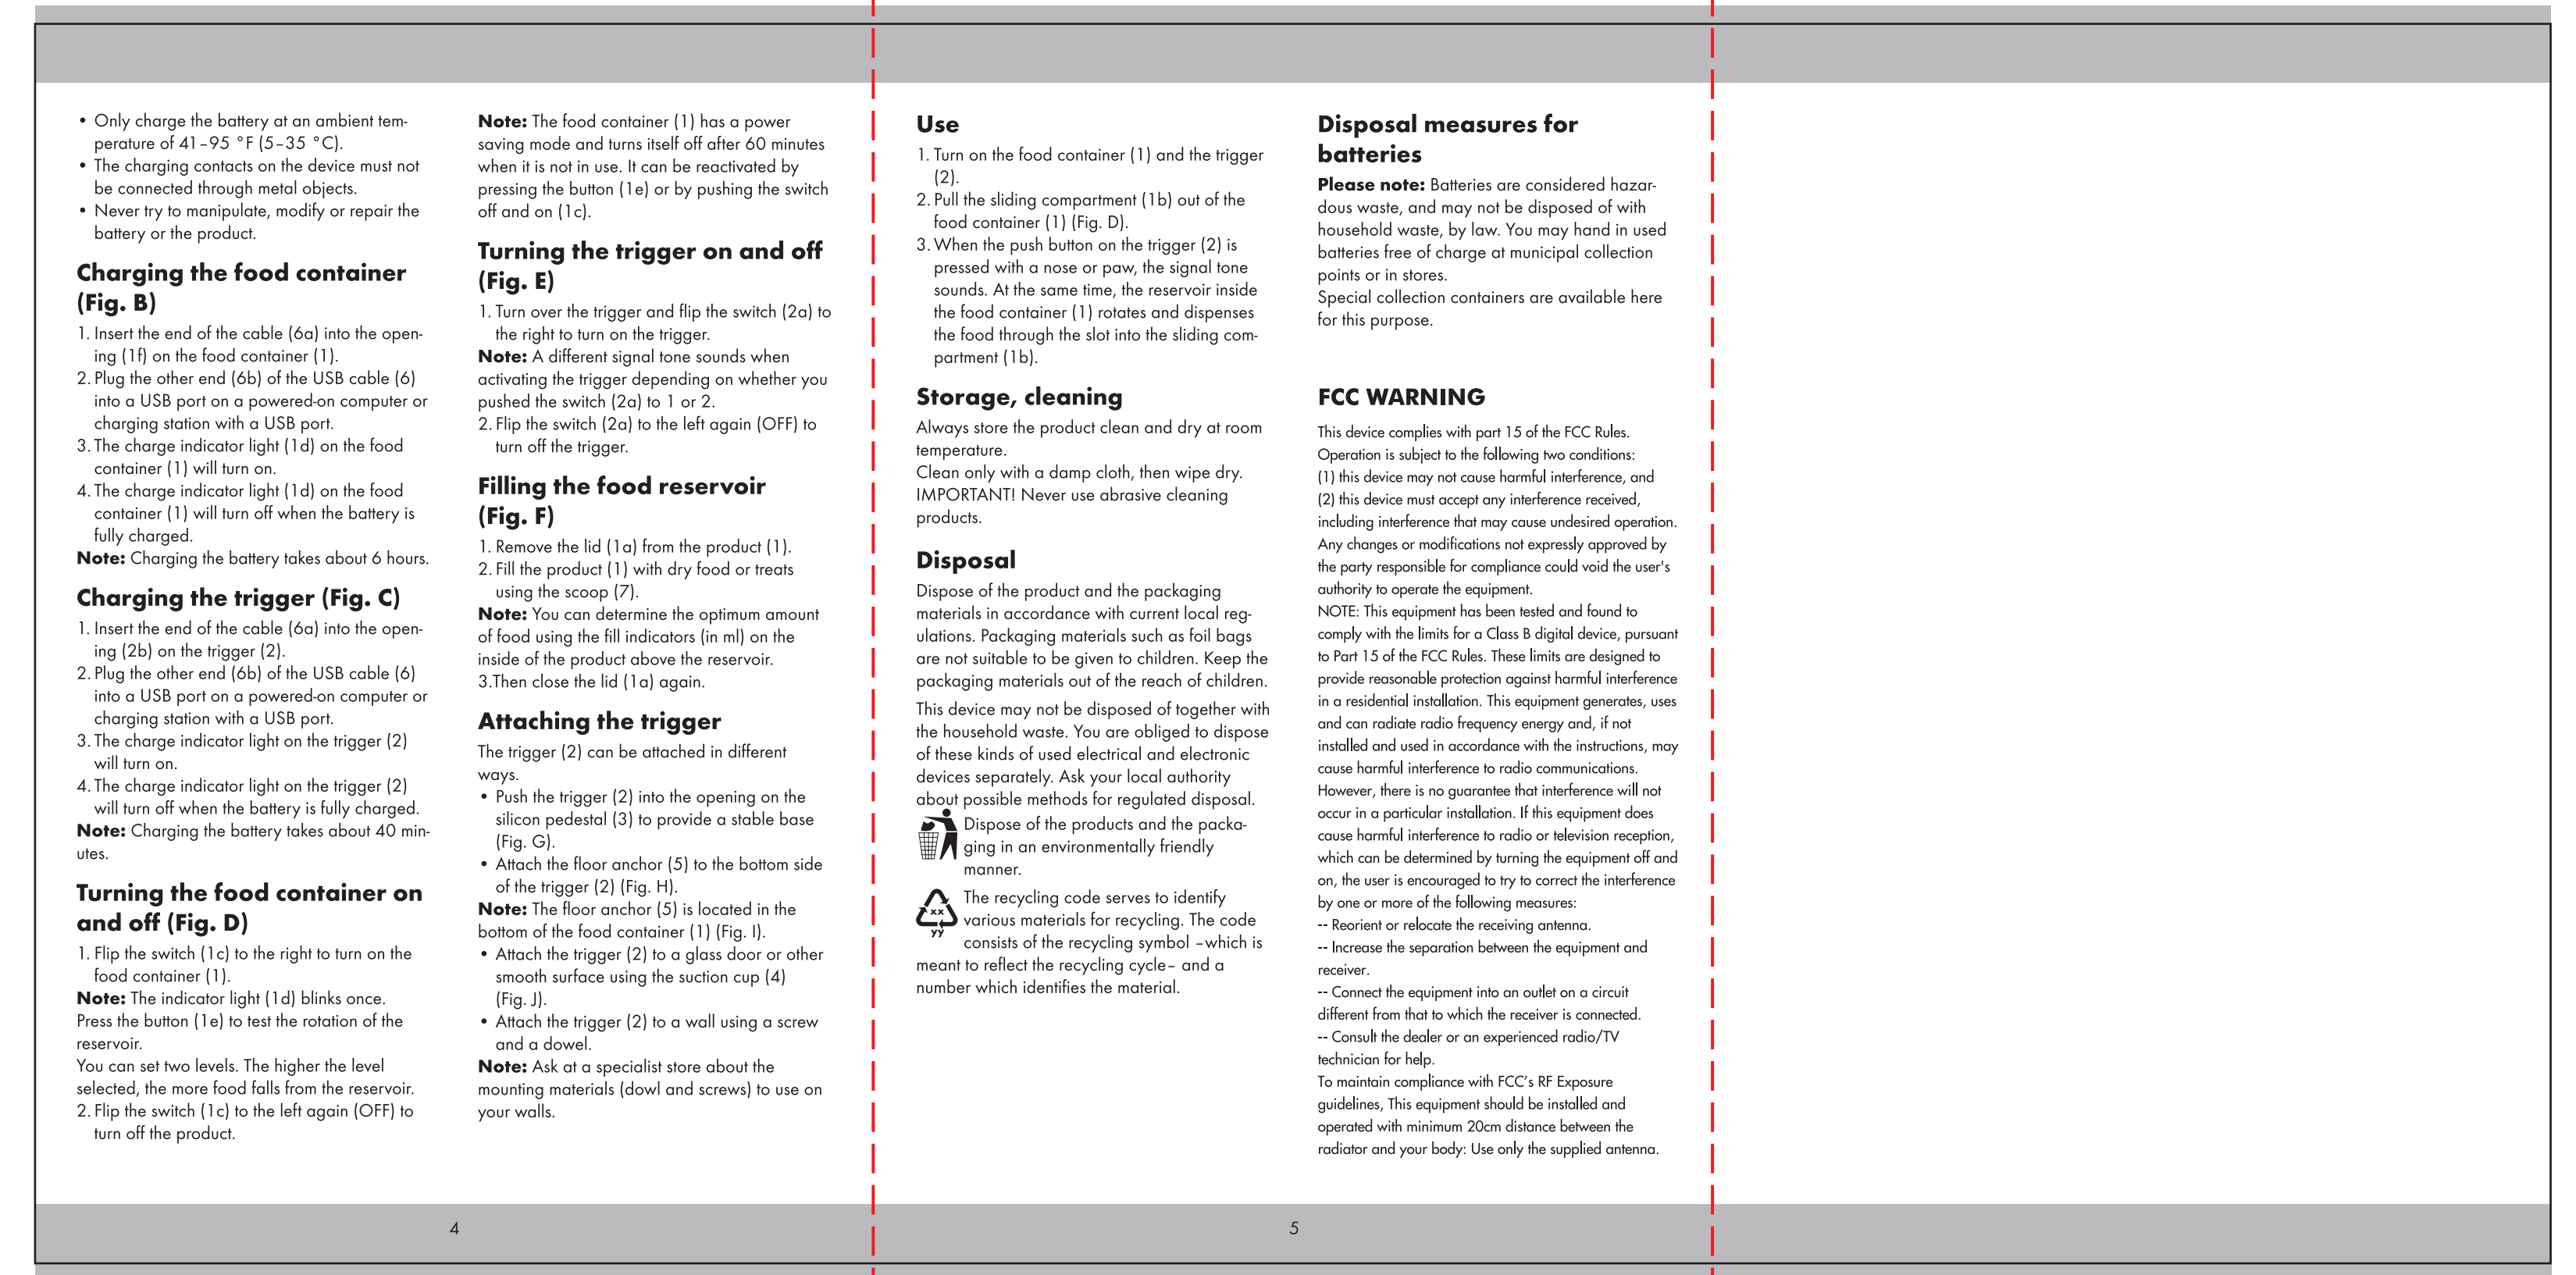 • Only charge the battery at an ambient tem-
perature of 41–95 °F (5–35 °C).
• The charging contacts on the device must not
be connected through metal objects.
• Never try to manipulate, modify or repair the
battery or the product.
Charging the food container
(Fig. B)
1. Insert the end of the cable (6a) into the open-
ing (1f) on the food container (1).
2. Plug the other end (6b) of the USB cable (6)
into a USB port on a powered-on computer or
charging station with a USB port.
3. The charge indicator light (1d) on the food
container (1) will turn on.
4. The charge indicator light (1d) on the food
container (1) will turn off when the battery is
fully charged.
Note: Charging the battery takes about 6 hours.
Charging the trigger (Fig. C)
1. Insert the end of the cable (6a) into the open-
ing (2b) on the trigger (2).
2. Plug the other end (6b) of the USB cable (6)
into a USB port on a powered-on computer or
charging station with a USB port.
3. The charge indicator light on the trigger (2)
will turn on.
4. The charge indicator light on the trigger (2)
will turn off when the battery is fully charged.
Note: Charging the battery takes about 40 min-
utes.
Turning the food container on
and off (Fig. D)
1. Flip the switch (1c) to the right to turn on the
food container (1).
Note: The indicator light (1d) blinks once.
Press the button (1e) to test the rotation of the
reservoir.
You can set two levels. The higher the level
selected, the more food falls from the reservoir.
2. Flip the switch (1c) to the left again (OFF) to
turn off the product.
Note: The food container (1) has a power
saving mode and turns itself off after 60 minutes
when it is not in use. It can be reactivated by
pressing the button (1e) or by pushing the switch
off and on (1c).
Turning the trigger on and off
(Fig. E)
1. Turn over the trigger and flip the switch (2a) to
the right to turn on the trigger.
Note: A different signal tone sounds when
activating the trigger depending on whether you
pushed the switch (2a) to 1 or 2.
2. Flip the switch (2a) to the left again (OFF) to
turn off the trigger.
Filling the food reservoir
(Fig. F)
1. Remove the lid (1a) from the product (1).
2. Fill the product (1) with dry food or treats
using the scoop (7).
Note: You can determine the optimum amount
of food using the fill indicators (in ml) on the
inside of the product above the reservoir.
3.Then close the lid (1a) again.
Attaching the trigger
The trigger (2) can be attached in different
ways.
• Push the trigger (2) into the opening on the
silicon pedestal (3) to provide a stable base
(Fig. G).
• Attach the floor anchor (5) to the bottom side
of the trigger (2) (Fig. H).
Note: The floor anchor (5) is located in the
bottom of the food container (1) (Fig. I).
• Attach the trigger (2) to a glass door or other
smooth surface using the suction cup (4)
(Fig. J).
• Attach the trigger (2) to a wall using a screw
and a dowel.
Note: Ask at a specialist store about the
mounting materials (dowl and screws) to use on
your walls.
4
Use
1. Turn on the food container (1) and the trigger
(2).
2. Pull the sliding compartment (1b) out of the
food container (1) (Fig. D).
3. When the push button on the trigger (2) is
pressed with a nose or paw, the signal tone
sounds. At the same time, the reservoir inside
the food container (1) rotates and dispenses
the food through the slot into the sliding com-
partment (1b).
Storage, cleaning
Always store the product clean and dry at room
temperature.
Clean only with a damp cloth, then wipe dry.
IMPORTANT! Never use abrasive cleaning
products.
Disposal
Dispose of the product and the packaging
materials in accordance with current local reg-
ulations. Packaging materials such as foil bags
are not suitable to be given to children. Keep the
packaging materials out of the reach of children.
This device may not be disposed of together with
the household waste. You are obliged to dispose
of these kinds of used electrical and electronic
devices separately. Ask your local authority
about possible methods for regulated disposal.
Dispose of the products and the packa-
ging in an environmentally friendly
manner.
The recycling code serves to identify
xx
various materials for recycling. The code
yy
consists of the recycling symbol –which is
meant to reflect the recycling cycle– and a
number which identifies the material.
Disposal measures for
batteries
Please note: Batteries are considered hazar-
dous waste, and may not be disposed of with
household waste, by law. You may hand in used
batteries free of charge at municipal collection
points or in stores.
Special collection containers are available here
for this purpose.
FCC WARNING
This device complies with part 15 of the FCC Rules.
Operation is subject to the following two conditions:
(1) this device may not cause harmful interference, and
(2) this device must accept any interference received,
including interference that may cause undesired operation.
Any changes or modifications not expressly approved by
the party responsible for compliance could void the user's
authority to operate the equipment.
NOTE: This equipment has been tested and found to
comply with the limits for a Class B digital device, pursuant
to Part 15 of the FCC Rules. These limits are designed to
provide reasonable protection against harmful interference
in a residential installation. This equipment generates, uses
and can radiate radio frequency energy and, if not
installed and used in accordance with the instructions, may
cause harmful interference to radio communications.
However, there is no guarantee that interference will not
occur in a particular installation. If this equipment does
cause harmful interference to radio or television reception,
which can be determined by turning the equipment off and
on, the user is encouraged to try to correct the interference
by one or more of the following measures:
-- Reorient or relocate the receiving antenna.
-- Increase the separation between the equipment and
receiver.
-- Connect the equipment into an outlet on a circuit
different from that to which the receiver is connected.
-- Consult the dealer or an experienced radio/TV
technician for help.
To maintain compliance with FCC’s RF Exposure
guidelines, This equipment should be installed and
operated with minimum 20cm distance between the
radiator and your body: Use only the supplied antenna.
5